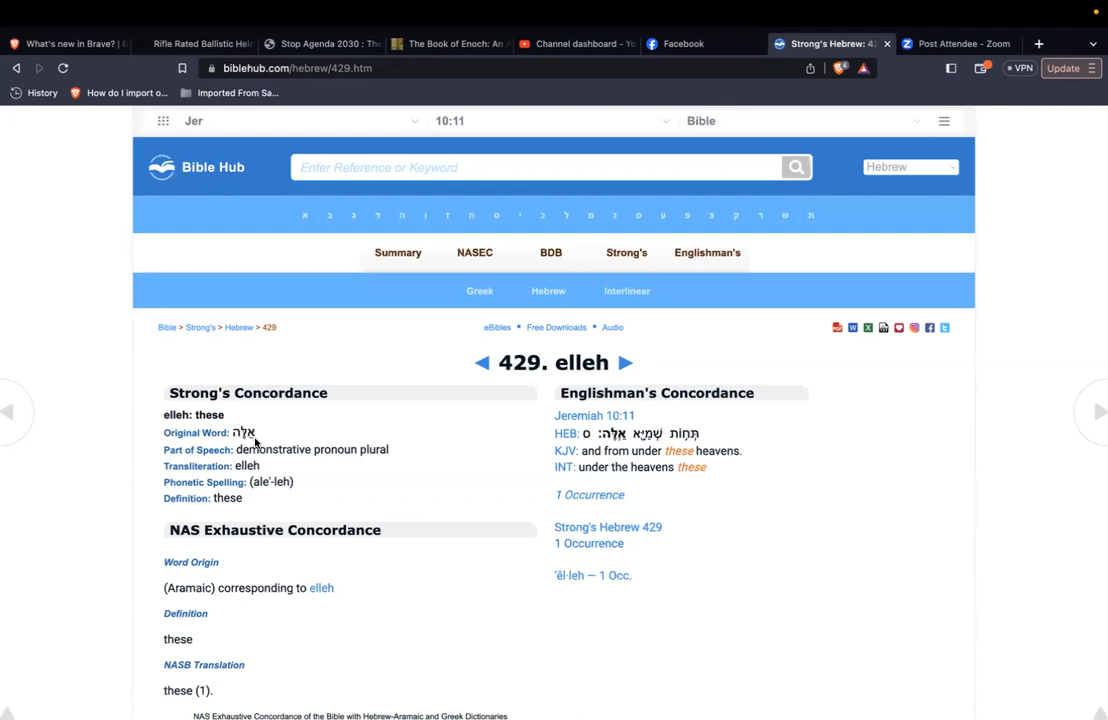 What's new in Brave? | B
Rifle Rated Ballistic Heln
Stop Agenda 2030 : The
The Book of Enoch: An A
Channel dashboard - Yo
Facebook
Strong's Hebrew: 42
Post Attendee - Zoom
biblehub.com/hebrew/429.htm
VPN
Update
History
How do I import o...
Imported From Sa...
Jer
10:11
Bible
Bible Hub
Enter Reference or Keyword
Hebrew
א ב ג ד ה ו ז ח ט י כ ל מ נ ס ע פ צ ק ר ש ת
Summary NASEC BDB Strong's Englishman's
Greek Hebrew Interlinear
Bible > Strong's > Hebrew > 429
eBibles • Free Downloads • Audio
◄ 429. elleh ►
Strong's Concordance
elleh: these
Original Word: אֵלֶּה
Part of Speech: demonstrative pronoun plural
Transliteration: elleh
Phonetic Spelling: (ale'-leh)
Definition: these
NAS Exhaustive Concordance
Word Origin
(Aramaic) corresponding to elleh
Definition
these
NASB Translation
these (1).
NAS Exhaustive Concordance of the Bible with Hebrew-Aramaic and Greek Dictionaries
Englishman's Concordance
Jeremiah 10:11
HEB: תְּח֥וֹת שְׁמַיָּ֖א אֵֽלֶּה׃ ס
KJV: and from under these heavens.
INT: under the heavens these
1 Occurrence
Strong's Hebrew 429
1 Occurrence
’êl·leh — 1 Occ.